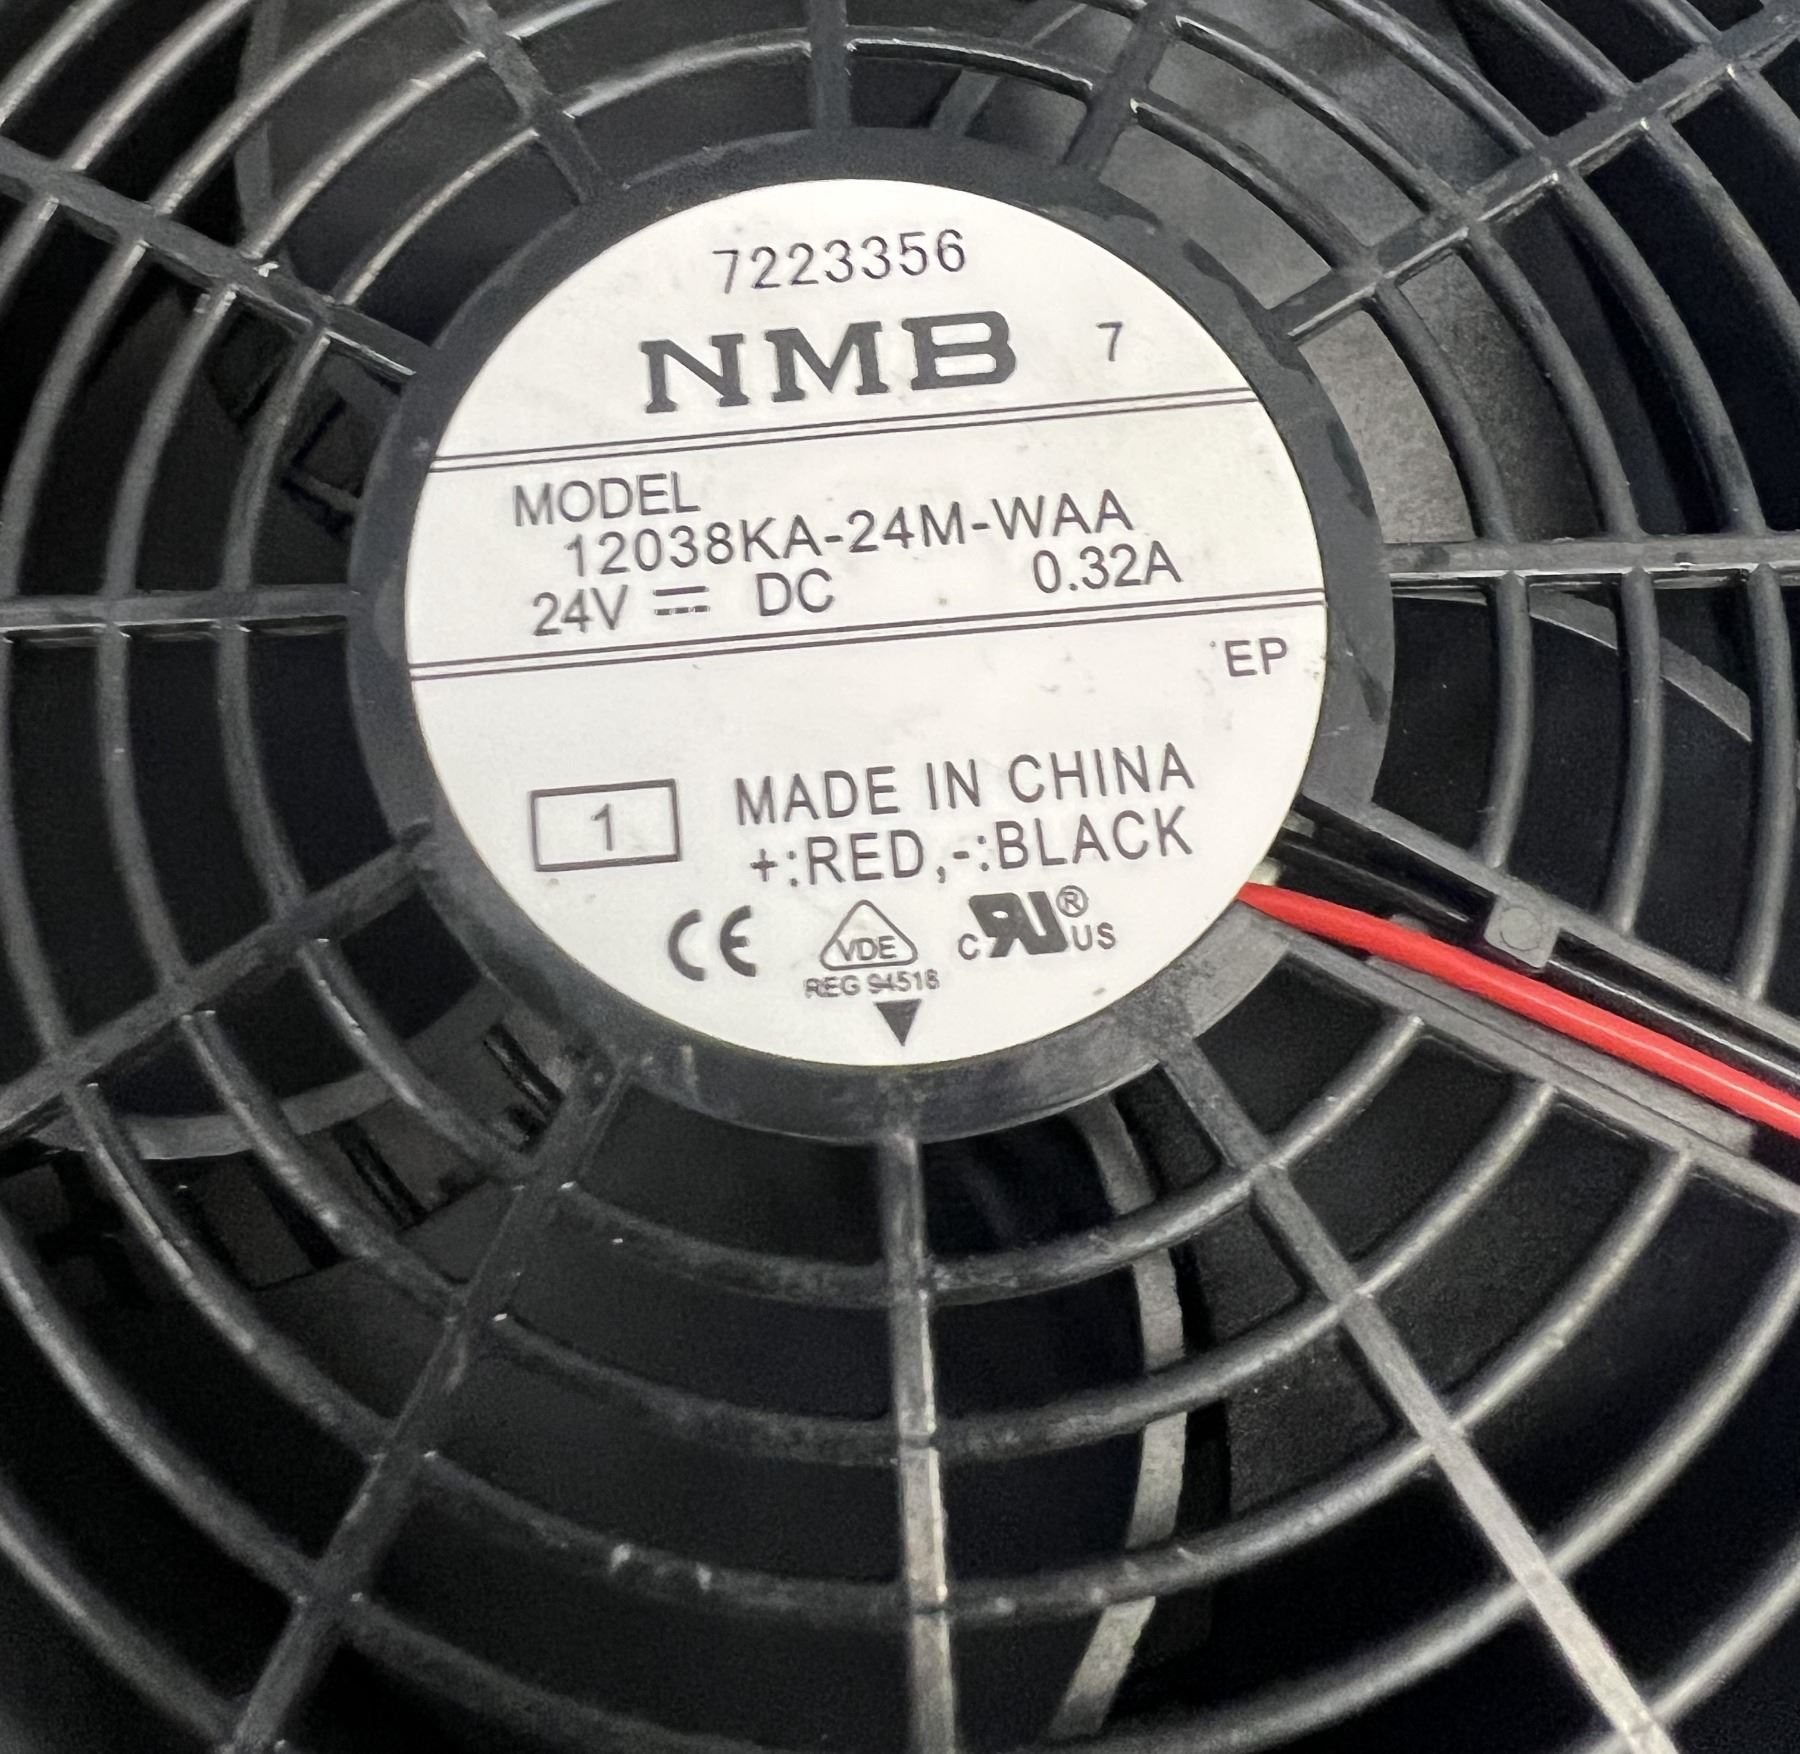 7223356
NMB 7
MODEL
12038KA-24M-WAA
24V DC 0.32A
EP
1 MADE IN CHINA
+:RED,-:BLACK
CE VDE c RU ® US
REG 94518